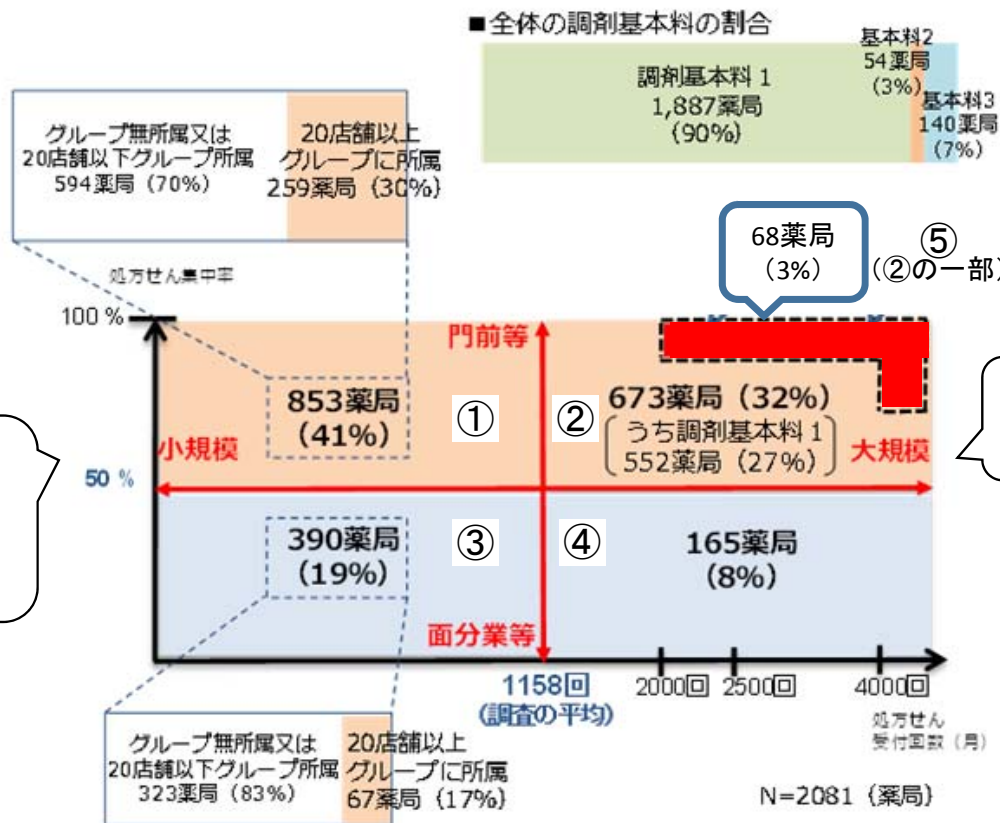 ■全体の調剤基本料の割合
調剤基本料1
1,887薬局
(90%)
基本料2
54薬局
(3%)
基本料3
140薬局
(7%)
グループ無所属又は
20店舗以下グループ所属
594薬局 (70%)
20店舗以上
グループに所属
259薬局 (30%)
68薬局
(3%)
⑤
(②の一部)
処方せん集中率
100 %
門前等
853薬局
(41%)
①
②
673薬局 (32%)
うち調剤基本料1
552薬局 (27%)
小規模
大規模
50 %
390薬局
(19%)
③
④
165薬局
(8%)
面分業等
1158回
(調査の平均)
2000回
2500回
4000回
処方せん
受付回数 (月)
グループ無所属又は
20店舗以下グループ所属
323薬局 (83%)
20店舗以上
グループに所属
67薬局 (17%)
N=2081 (薬局)